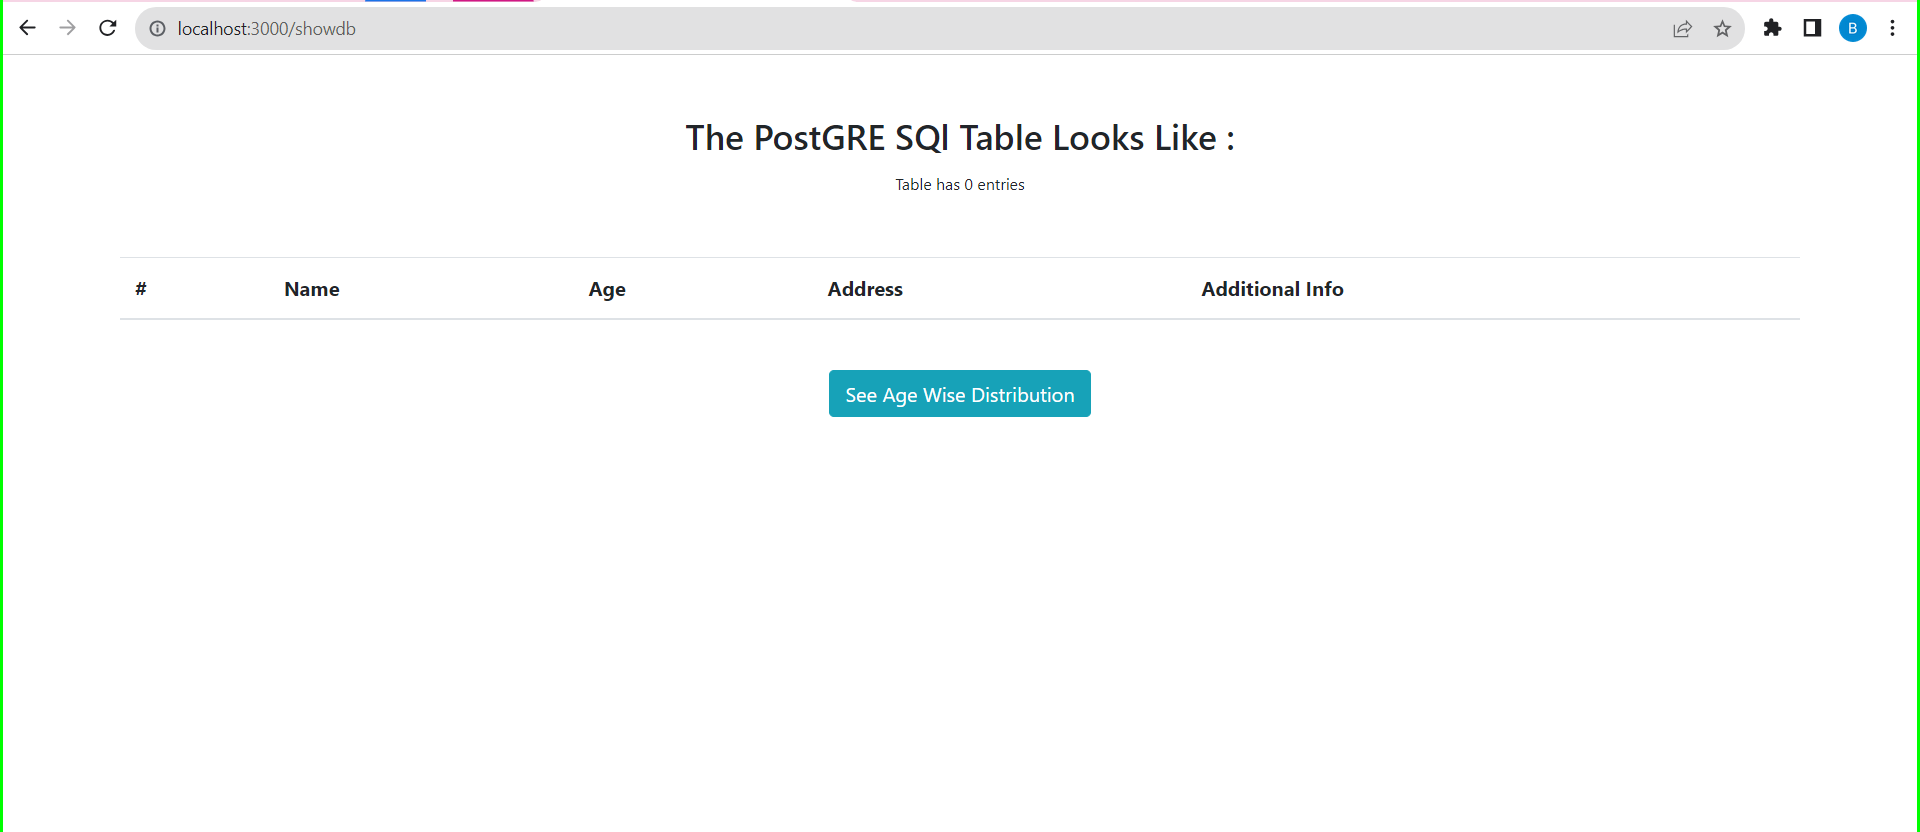 localhost:3000/showdb
B
The PostGRE SQl Table Looks Like :
Table has 0 entries
# Name Age Address Additional Info
See Age Wise Distribution